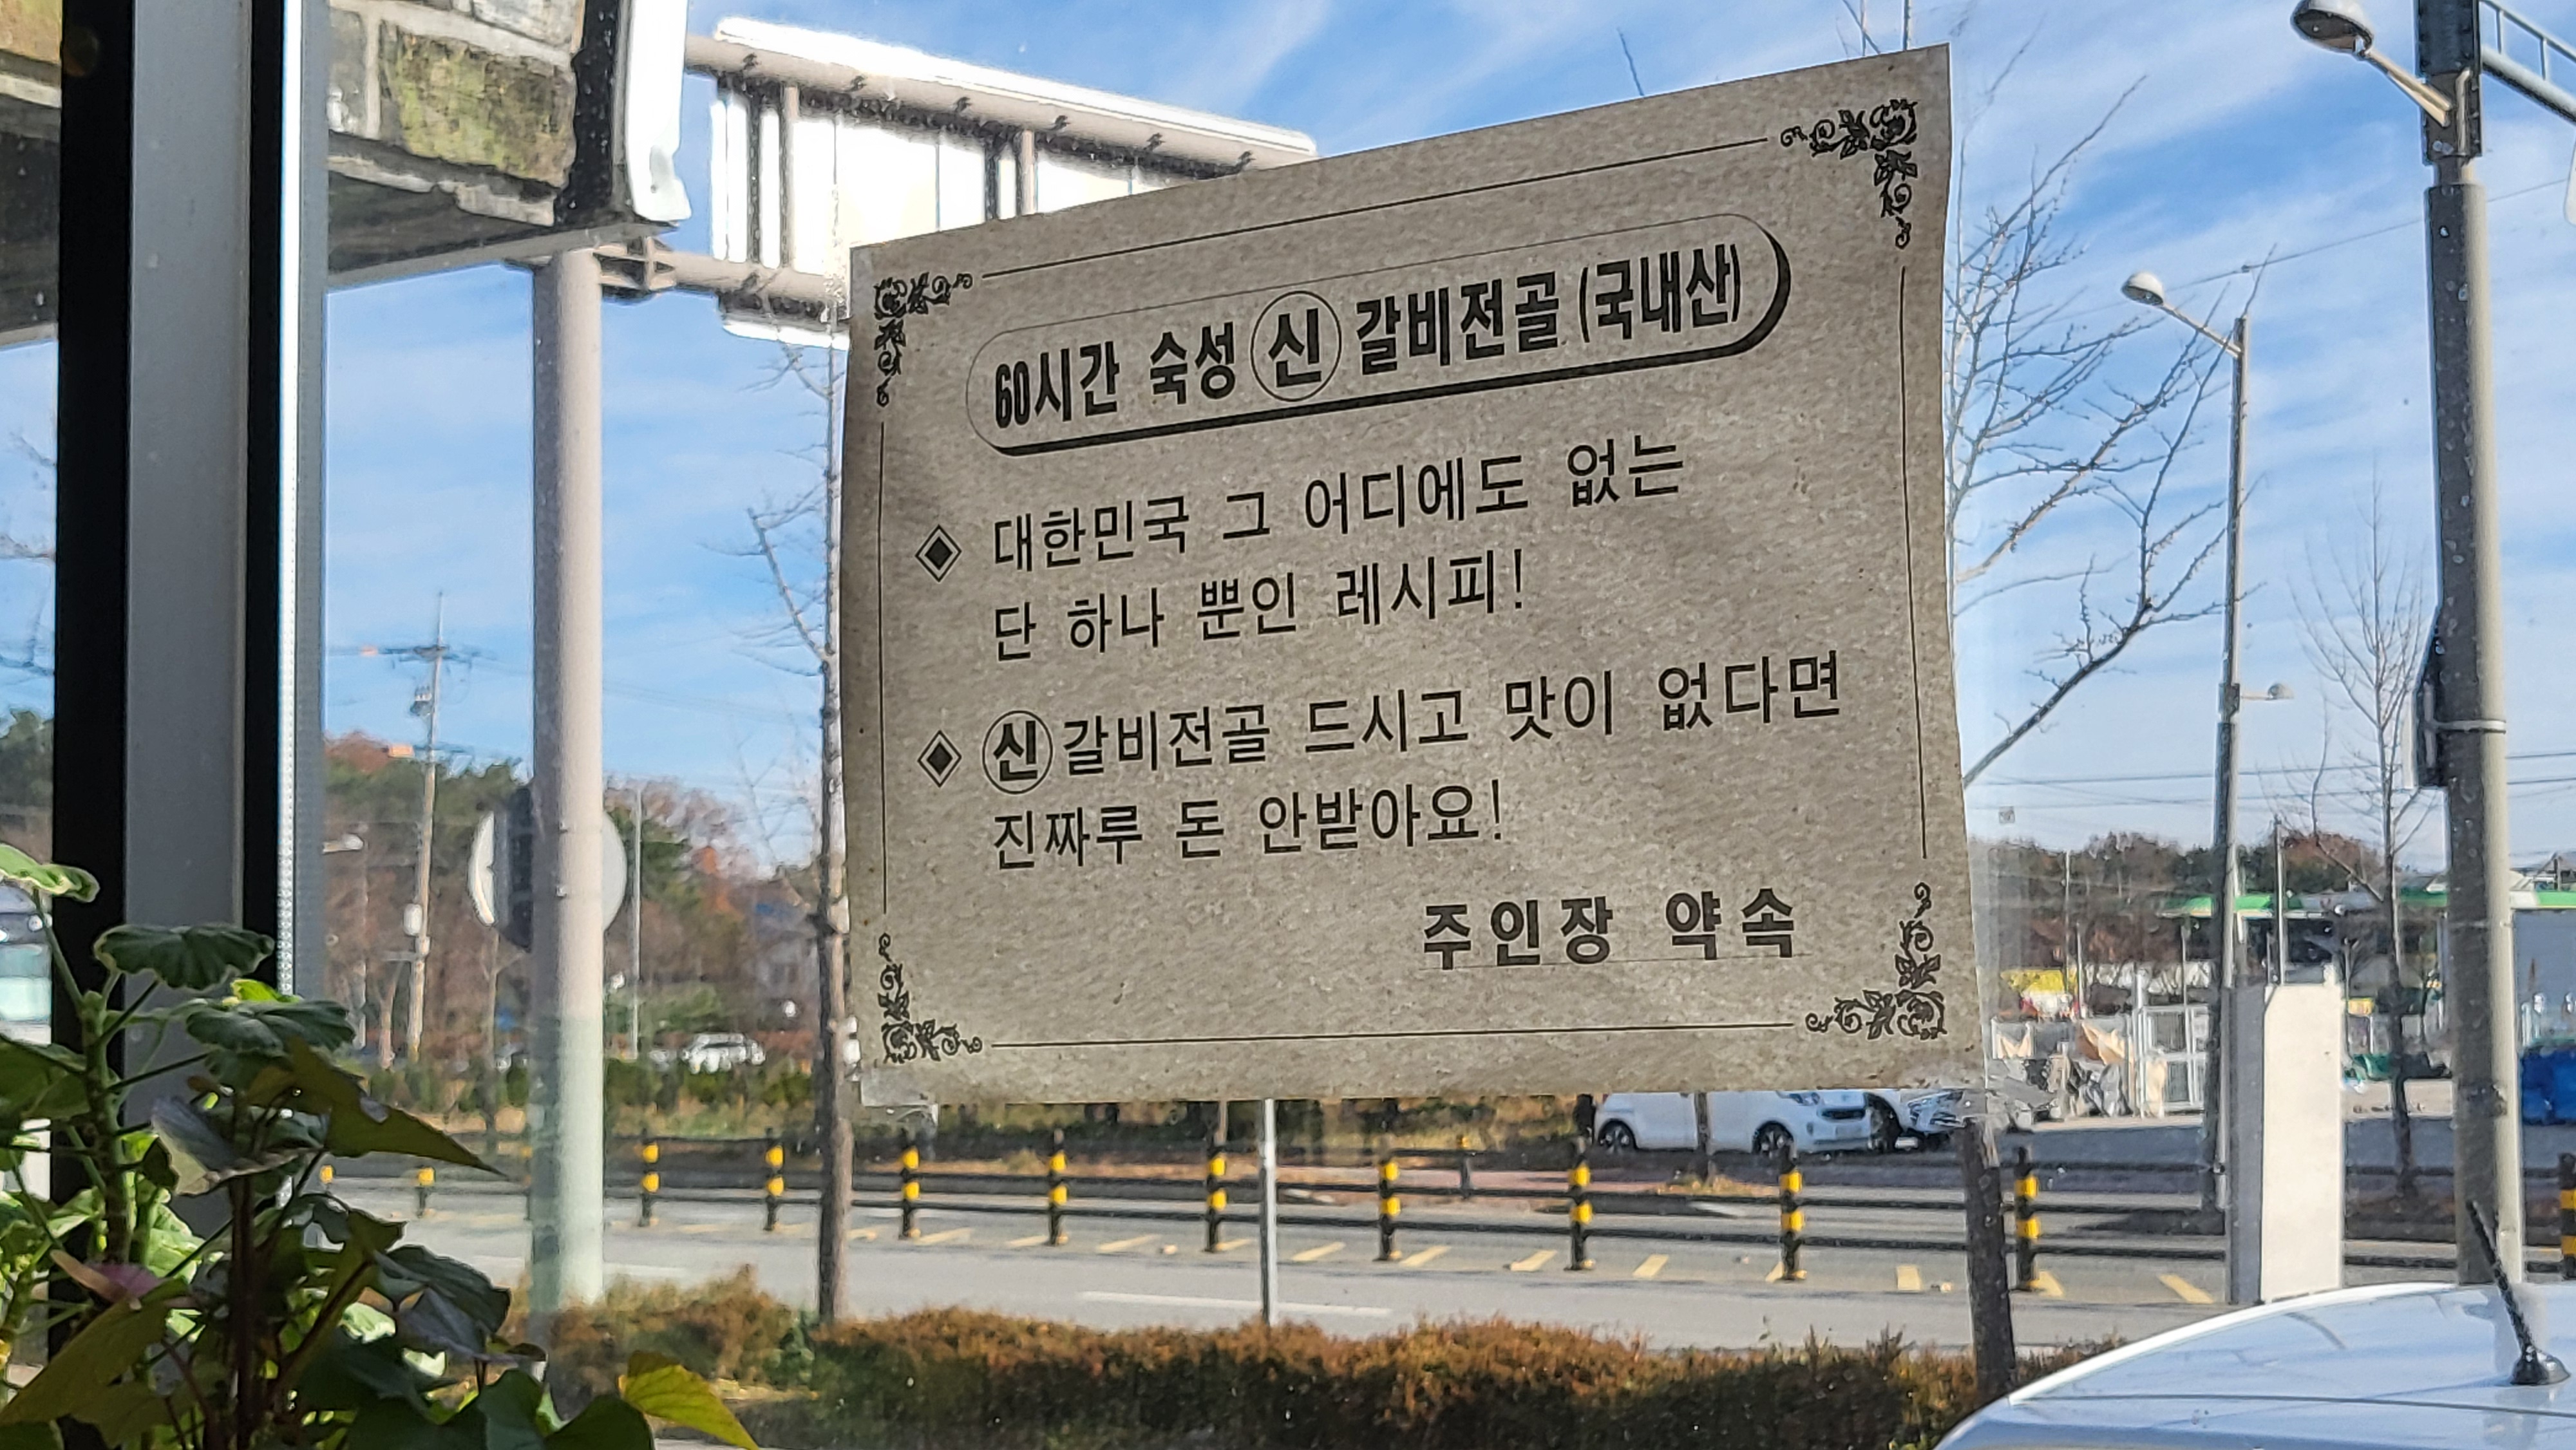 60시간 숙성 신 갈비전골 (국내산)
◈ 대한민국 그 어디에도 없는
단 하나 뿐인 레시피!
◈ 신갈비전골 드시고 맛이 없다면
진짜루 돈 안받아요!
주인장 약속